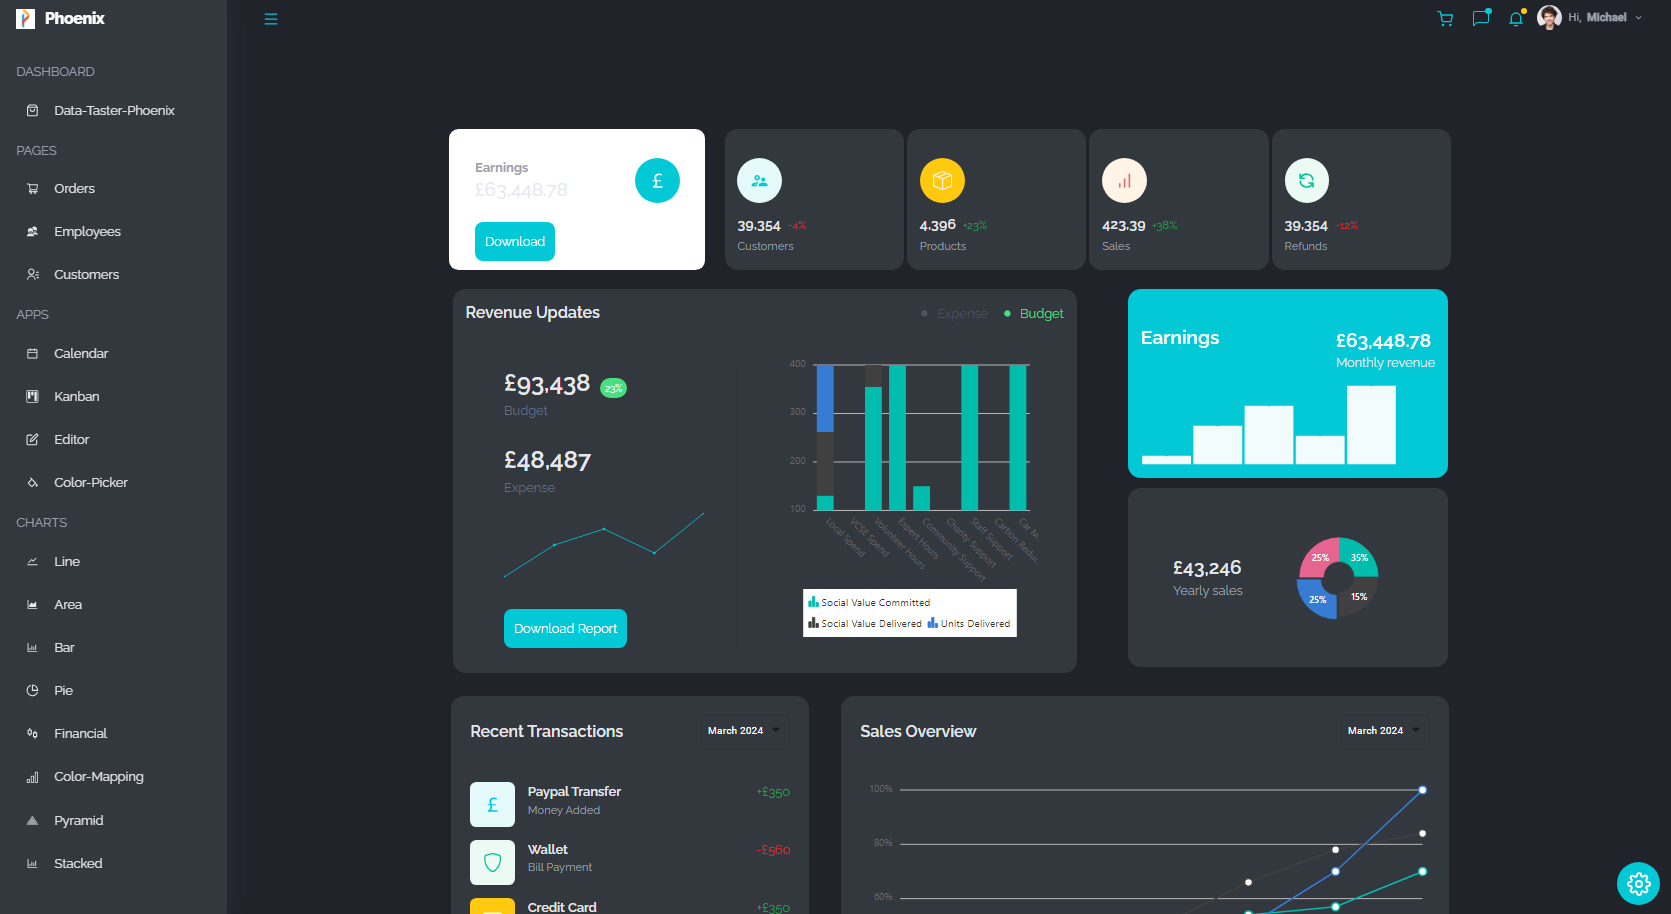 Phoenix
Hi, Michael
DASHBOARD
Data-Taster-Phoenix
PAGES
Orders
Employees
Customers
APPS
Calendar
Kanban
Editor
Color-Picker
CHARTS
Line
Area
Bar
Pie
Financial
Color-Mapping
Pyramid
Stacked
Earnings
£63,448.78
£
Download
39,354 -4%
Customers
4,396 +23%
Products
423,39 +38%
Sales
39,354 -12%
Refunds
Revenue Updates
Expense
Budget
£93,438 23%
Budget
£48,487
Expense
Download Report
400
300
200
100
Local Spend
VCSE Spend
Volunteer Hours
Expert Hours
Community Support
Charity Support
Staff Support
Carbon Reduc..
Car M..
Social Value Committed
Social Value Delivered
Units Delivered
Earnings
£63,448.78
Monthly revenue
£43,246
Yearly sales
25%
35%
25%
15%
Recent Transactions
March 2024
£
Paypal Transfer
+£350
Money Added
Wallet
-£560
Bill Payment
Credit Card
+£350
Sales Overview
March 2024
100%
80%
60%